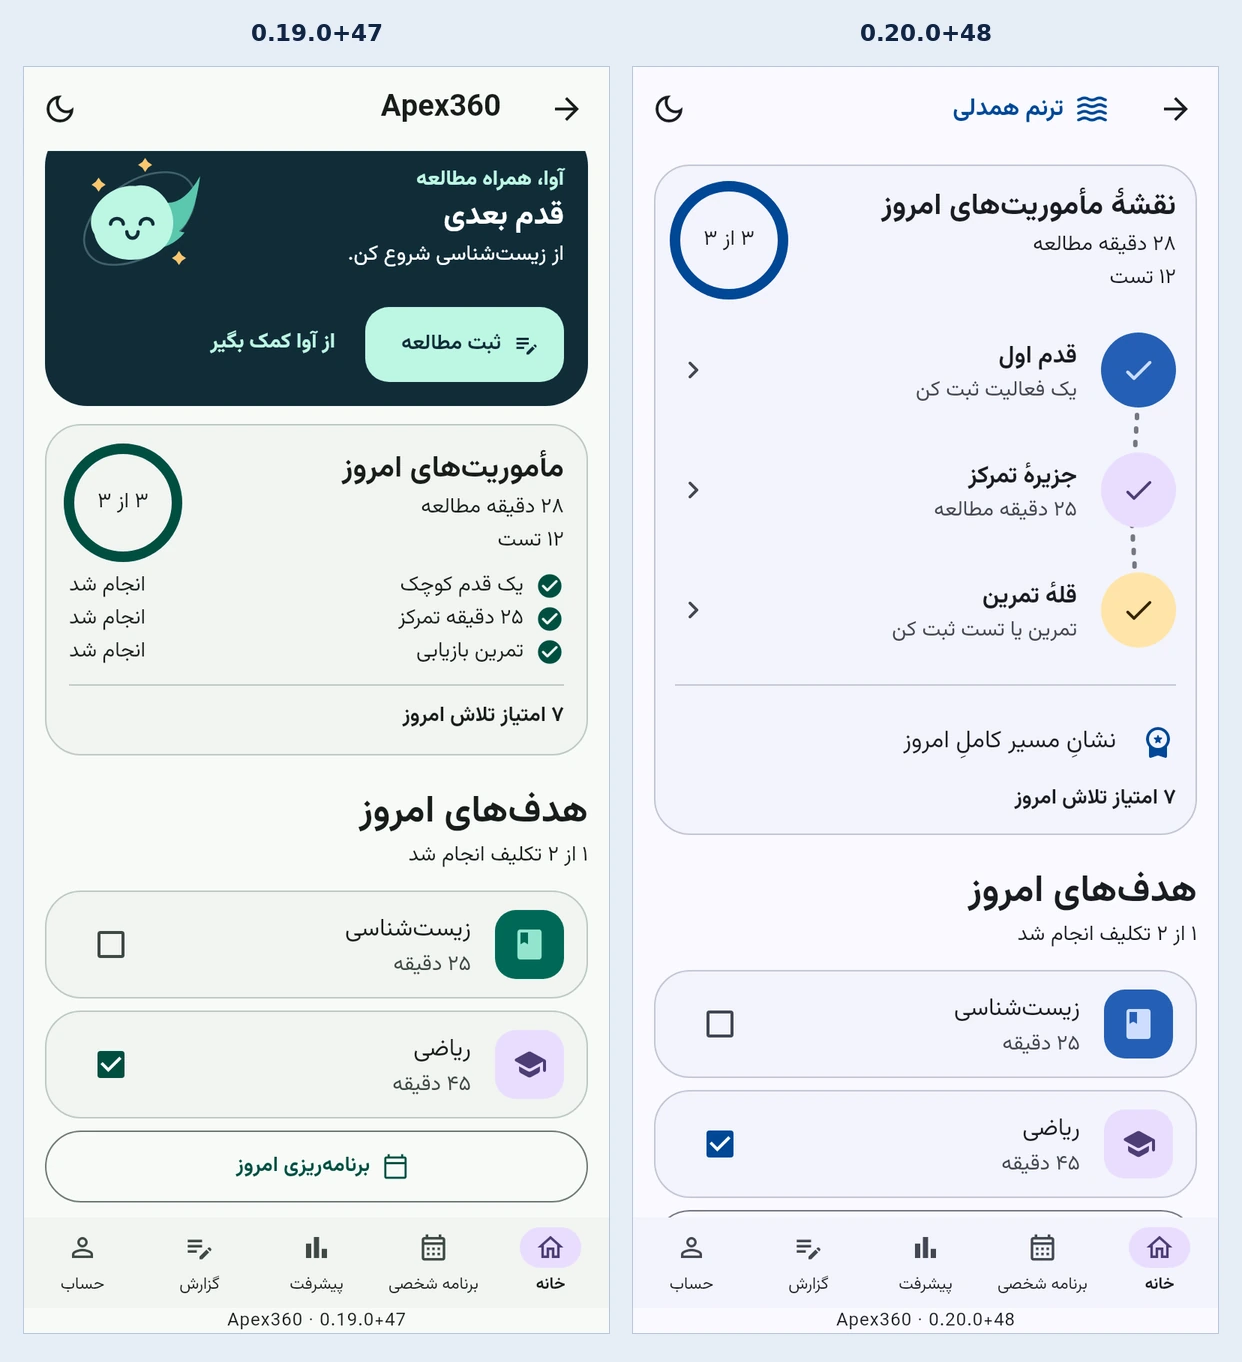 0.19.0+47
Apex360
آوا، همراه مطالعه
قدم بعدی
از زیست‌شناسی شروع کن.
ثبت مطالعه
از آوا کمک بگیر
مأموریت‌های امروز
۲۸ دقیقه مطالعه
۱۲ تست
۳ از ۳
یک قدم کوچک انجام شد
۲۵ دقیقه تمرکز انجام شد
تمرین بازیابی انجام شد
۷ امتیاز تلاش امروز
هدف‌های امروز
۱ از ۲ تکلیف انجام شد
زیست‌شناسی
۲۵ دقیقه
ریاضی
۴۵ دقیقه
برنامه‌ریزی امروز
خانه برنامه شخصی پیشرفت گزارش حساب
Apex360 · 0.19.0+47
0.20.0+48
ترنم همدلی
نقشهٔ مأموریت‌های امروز
۲۸ دقیقه مطالعه
۱۲ تست
۳ از ۳
قدم اول
یک فعالیت ثبت کن
جزیرهٔ تمرکز
۲۵ دقیقه مطالعه
قلهٔ تمرین
تمرین یا تست ثبت کن
نشانِ مسیر کاملِ امروز
۷ امتیاز تلاش امروز
هدف‌های امروز
۱ از ۲ تکلیف انجام شد
زیست‌شناسی
۲۵ دقیقه
ریاضی
۴۵ دقیقه
خانه برنامه شخصی پیشرفت گزارش حساب
Apex360 · 0.20.0+48